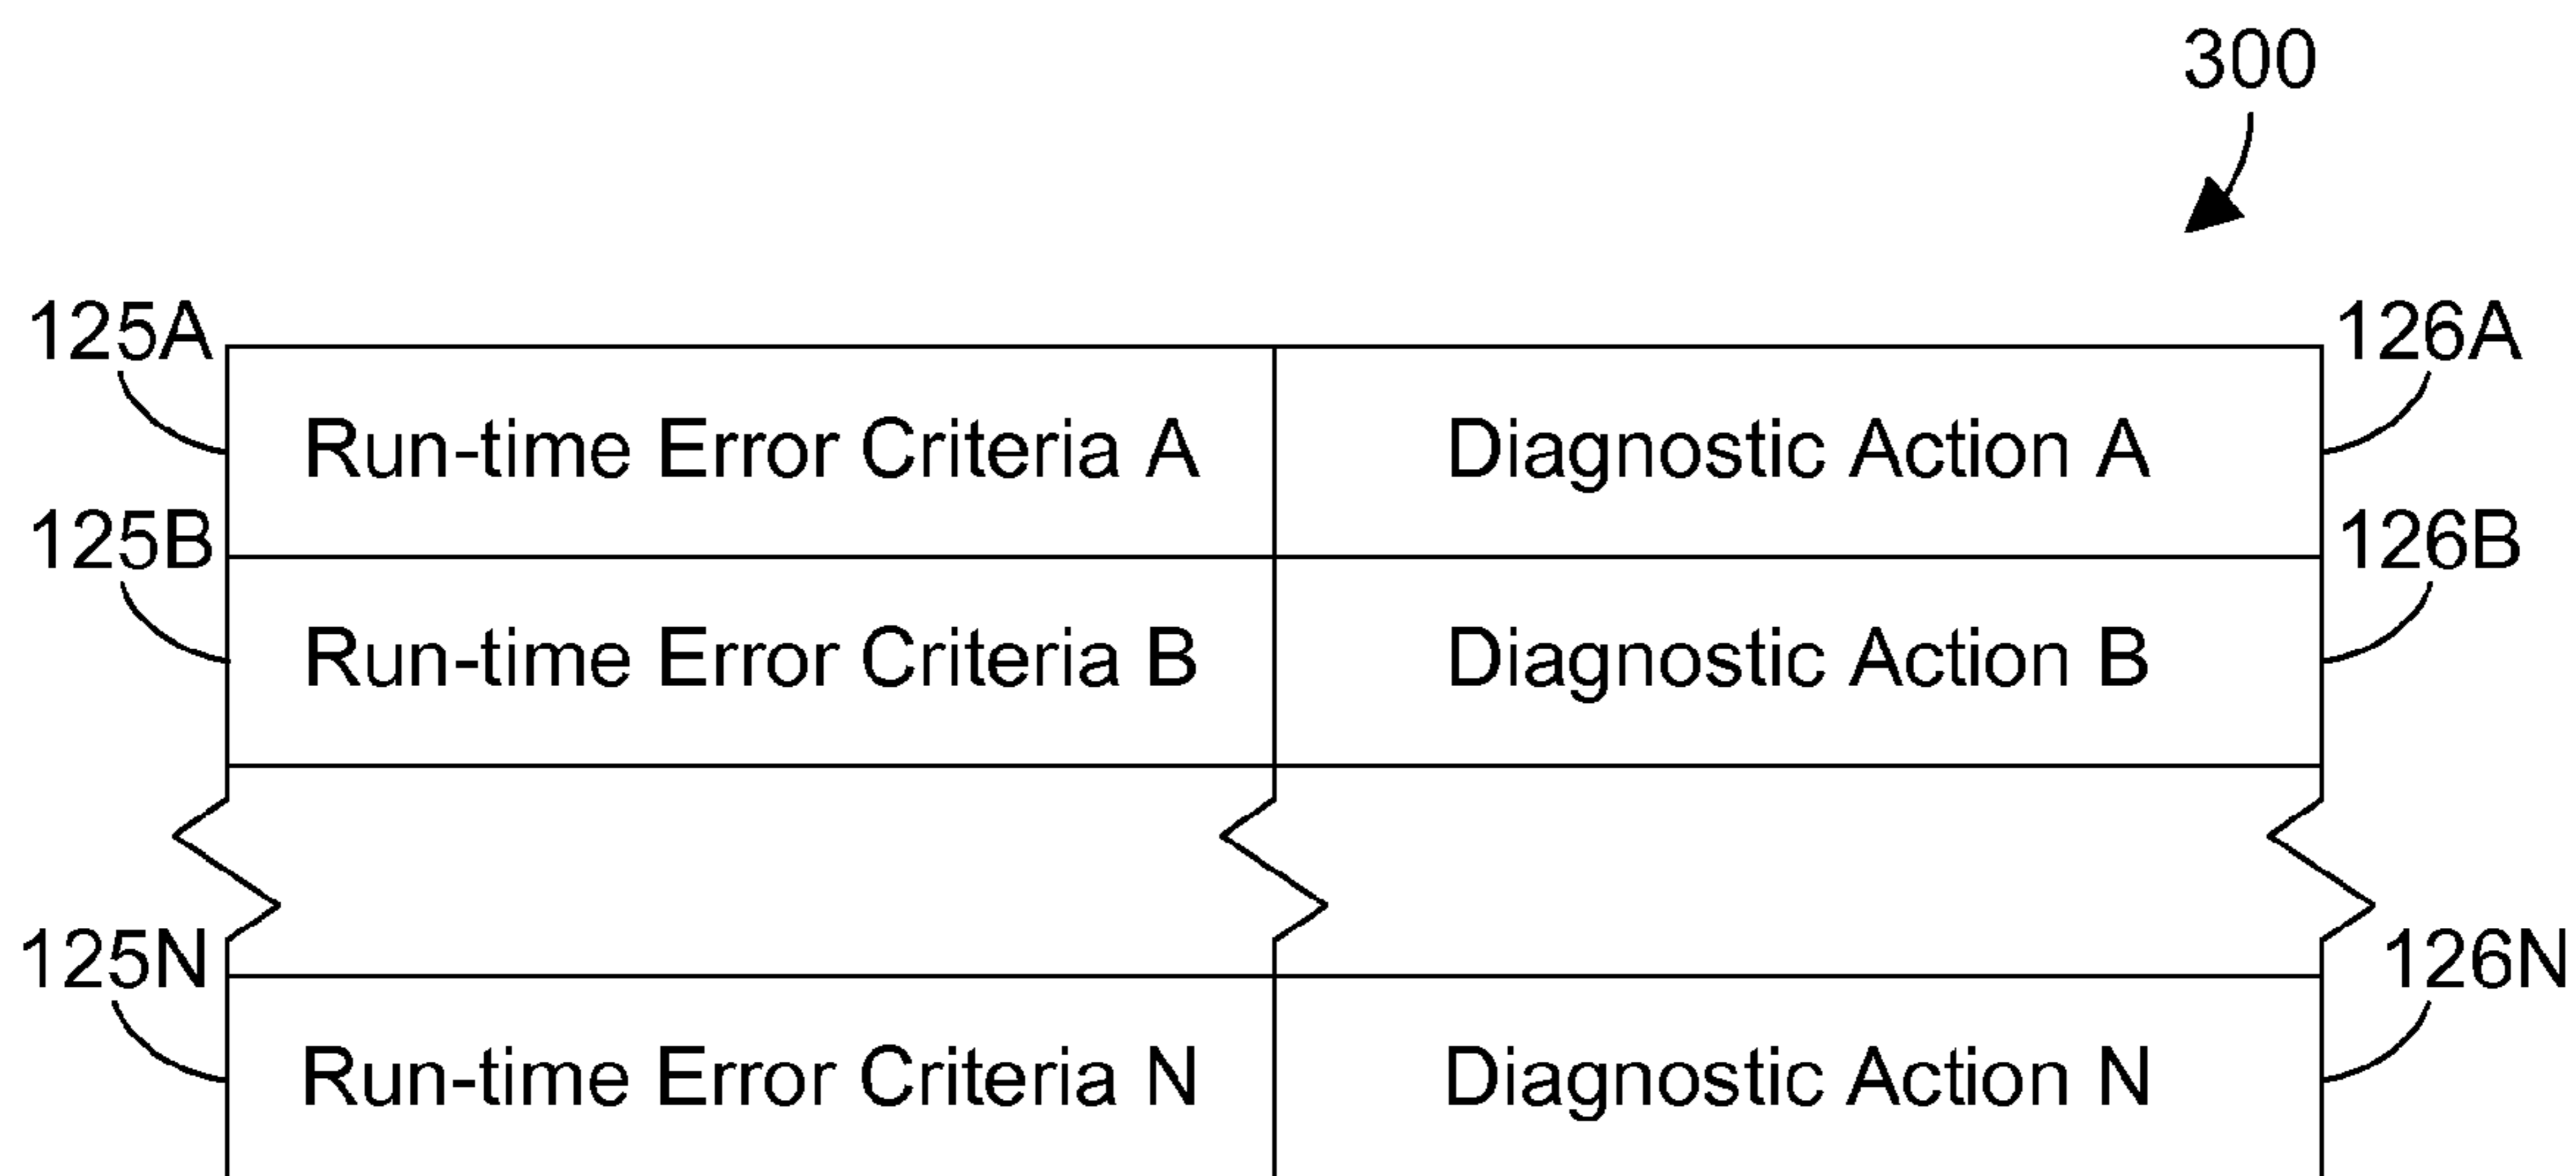 300
125A
126A
Run-time Error Criteria A
Diagnostic Action A
125B
126B
Run-time Error Criteria B
Diagnostic Action B
125N
126N
Run-time Error Criteria N
Diagnostic Action N